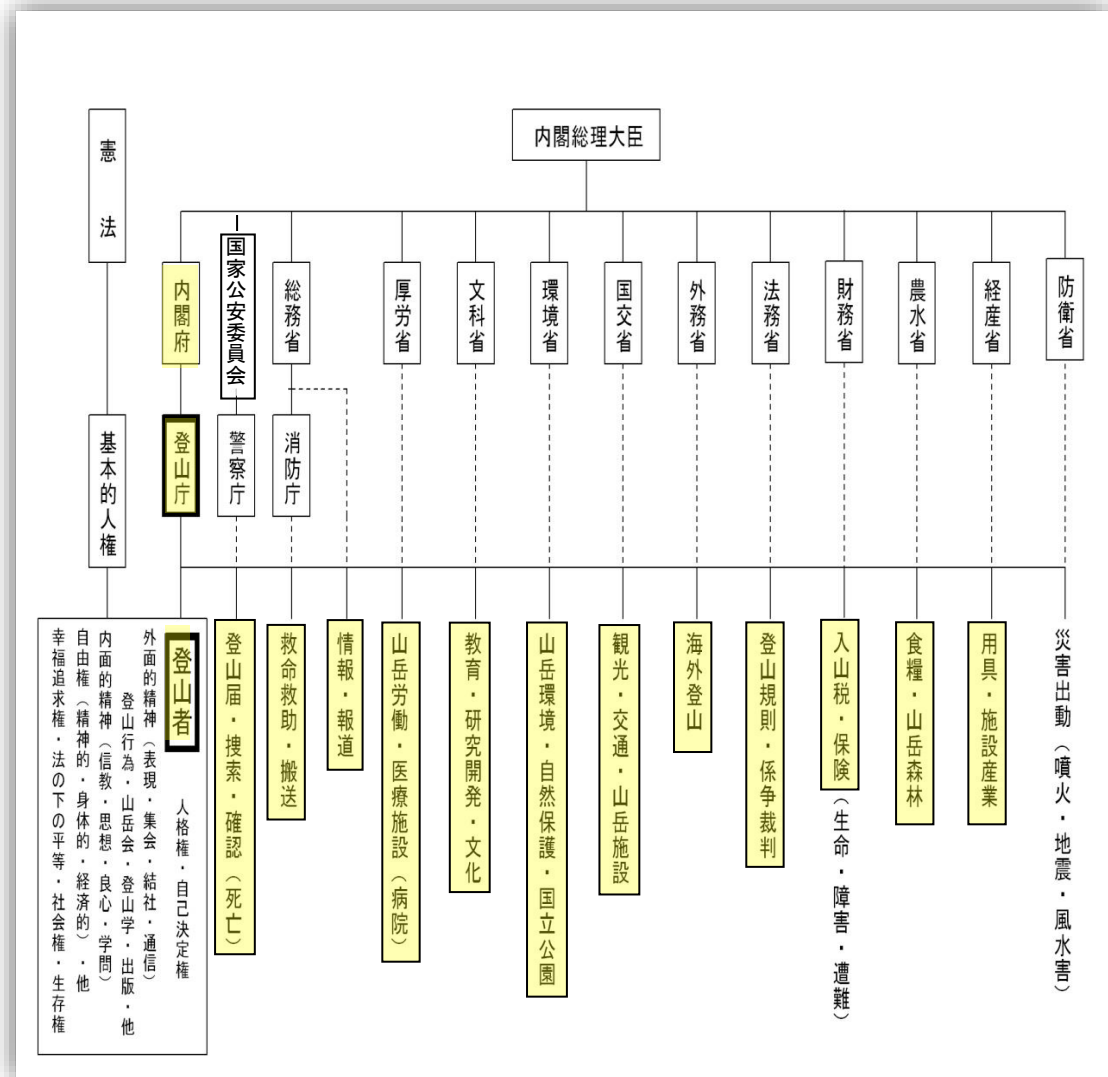 内閣総理大臣
憲法
内閣府
国家公安委員会
総務省
厚労省
文科省
環境省
国交省
外務省
法務省
財務省
農水省
経産省
防衛省
基本的人権
登山庁
警察庁
消防庁
登山者 人格権・自己決定権
外面的精神（表現・集会・結社・通信）
登山行為・山岳会・登山学・出版・他
内面的精神（信教・思想・良心・学問）
自由権（精神的・身体的・経済的）・他
幸福追求権・法の下の平等・社会権・生存権
登山届・捜索・確認（死亡）
救命救助・搬送
情報・報道
山岳労働・医療施設（病院）
教育・研究開発・文化
山岳環境・自然保護・国立公園
観光・交通・山岳施設
海外登山
登山規則・係争裁判
入山税・保険（生命・障害・遭難）
食糧・山岳森林
用具・施設産業
災害出動（噴火・地震・風水害）